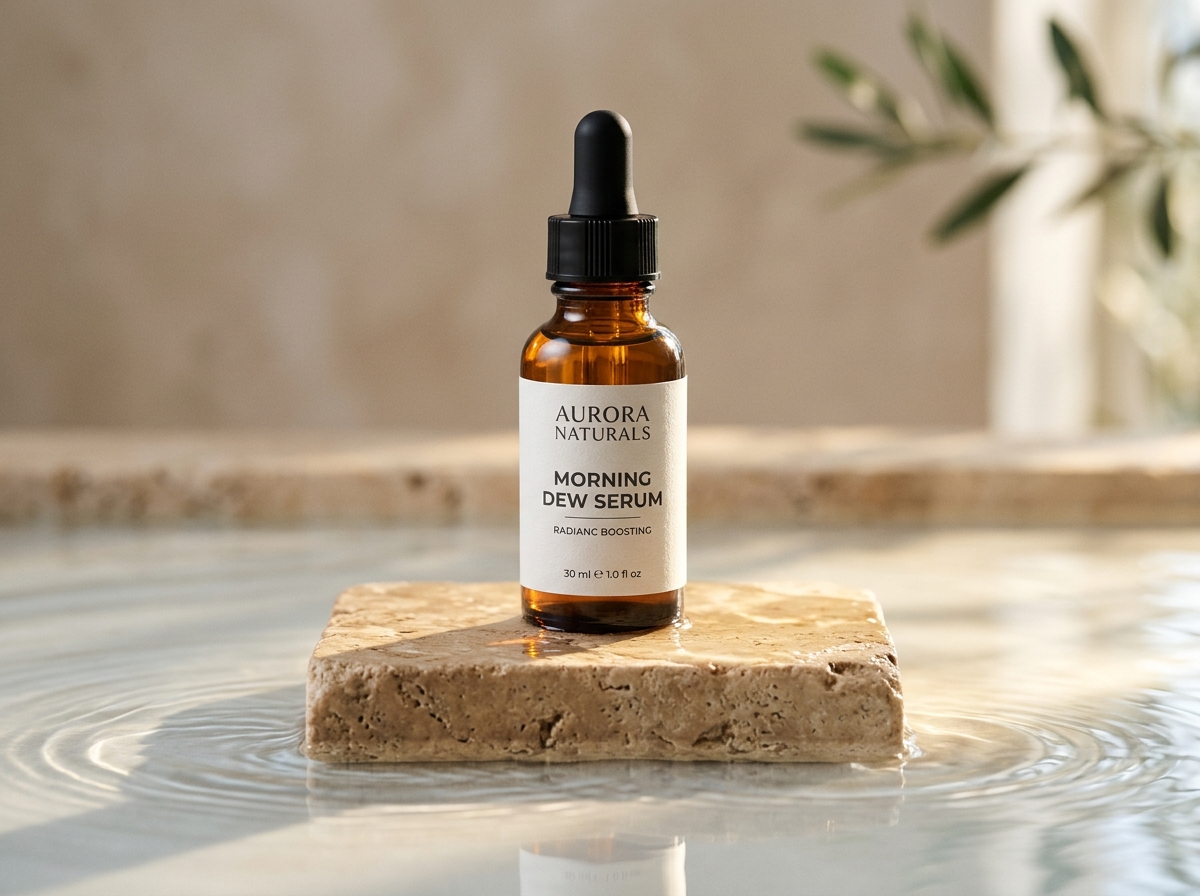 AURORA
NATURALS
MORNING
DEW SERUM
RADIANC BOOSTING
30 ml ℮ 1.0 fl oz